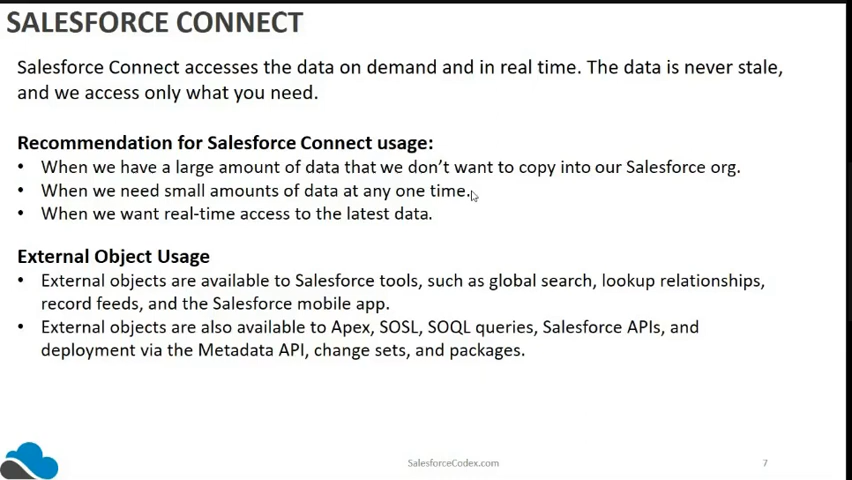 SALESFORCE CONNECT
Salesforce Connect accesses the data on demand and in real time. The data is never stale,
and we access only what you need.
Recommendation for Salesforce Connect usage:
• When we have a large amount of data that we don't want to copy into our Salesforce org.
• When we need small amounts of data at any one time.
• When we want real-time access to the latest data.
External Object Usage
• External objects are available to Salesforce tools, such as global search, lookup relationships,
record feeds, and the Salesforce mobile app.
• External objects are also available to Apex, SOSL, SOQL queries, Salesforce APIs, and
deployment via the Metadata API, change sets, and packages.
SalesforceCodex.com
7